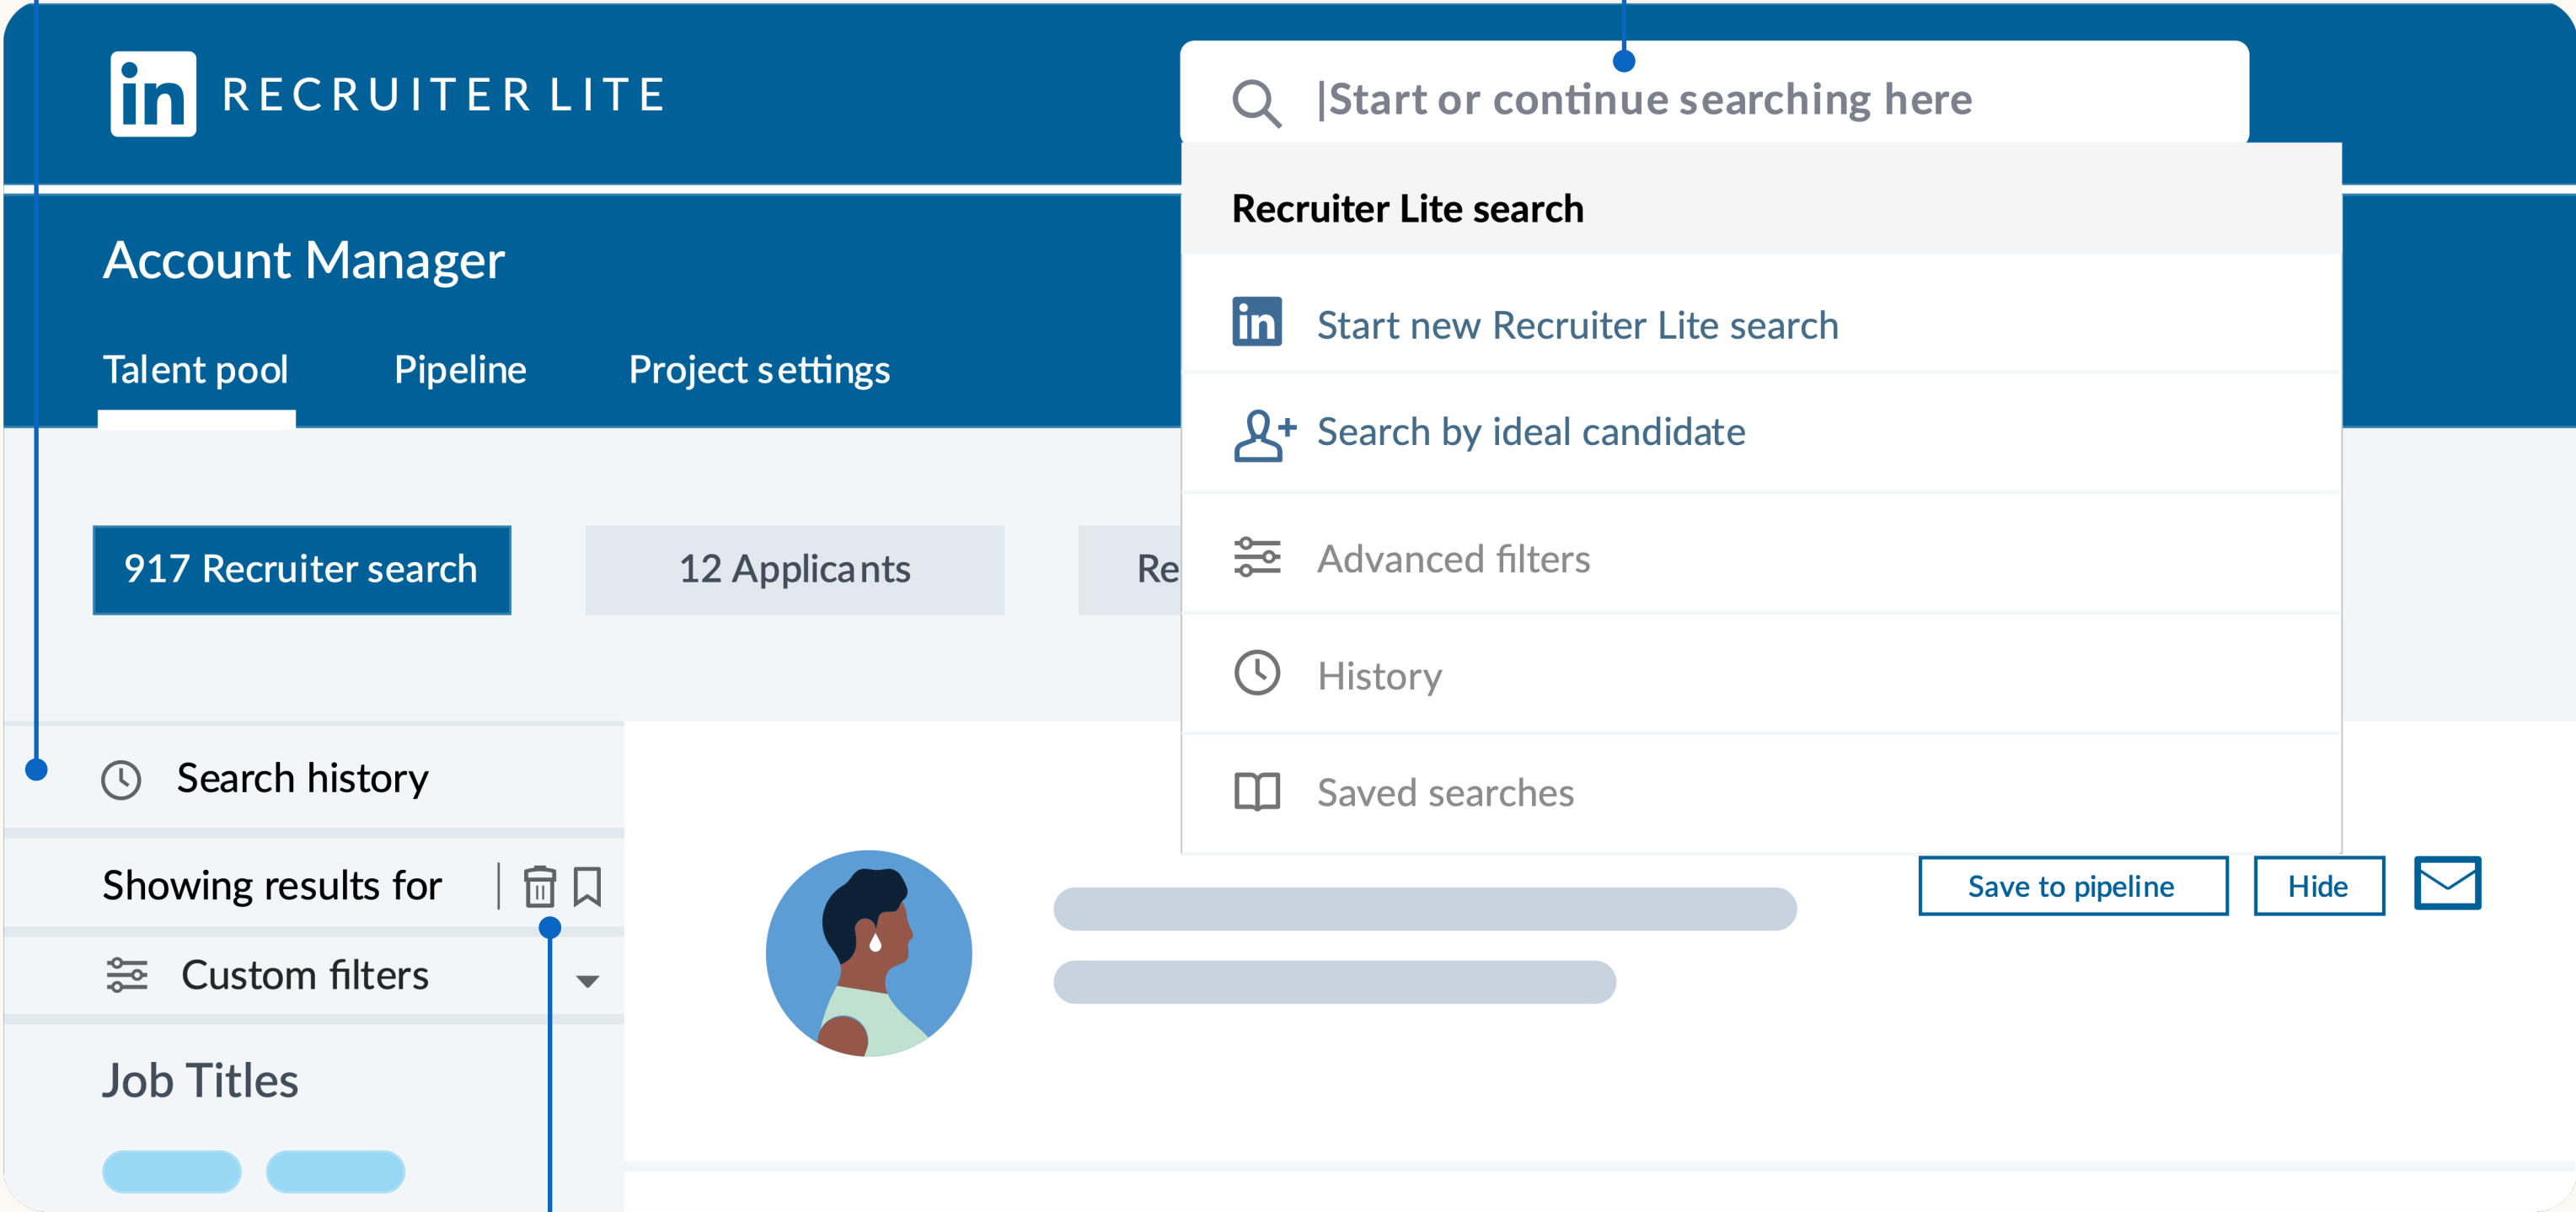 in RECRUITER LITE
|Start or continue searching here
Recruiter Lite search
Account Manager
in Start new Recruiter Lite search
Talent pool Pipeline Project settings
Search by ideal candidate
917 Recruiter search 12 Applicants Re
Advanced filters
History
Search history
Saved searches
Showing results for
Save to pipeline Hide
Custom filters
Job Titles